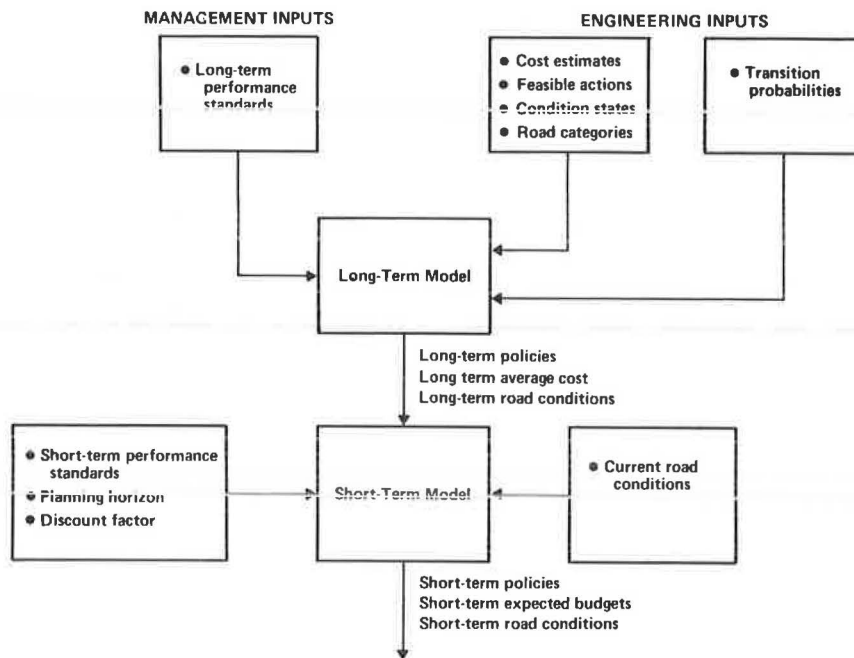 MANAGEMENT INPUTS
ENGINEERING INPUTS
● Long-term
performance
standards
● Cost estimates
● Feasible actions
● Condition states
● Road categories
● Transition
probabilities
Long-Term Model
Long-term policies
Long term average cost
Long-term road conditions
● Short-term performance
standards
● Planning horizon
● Discount factor
Short-Term Model
● Current road
conditions
Short-term policies
Short-term expected budgets
Short-term road conditions